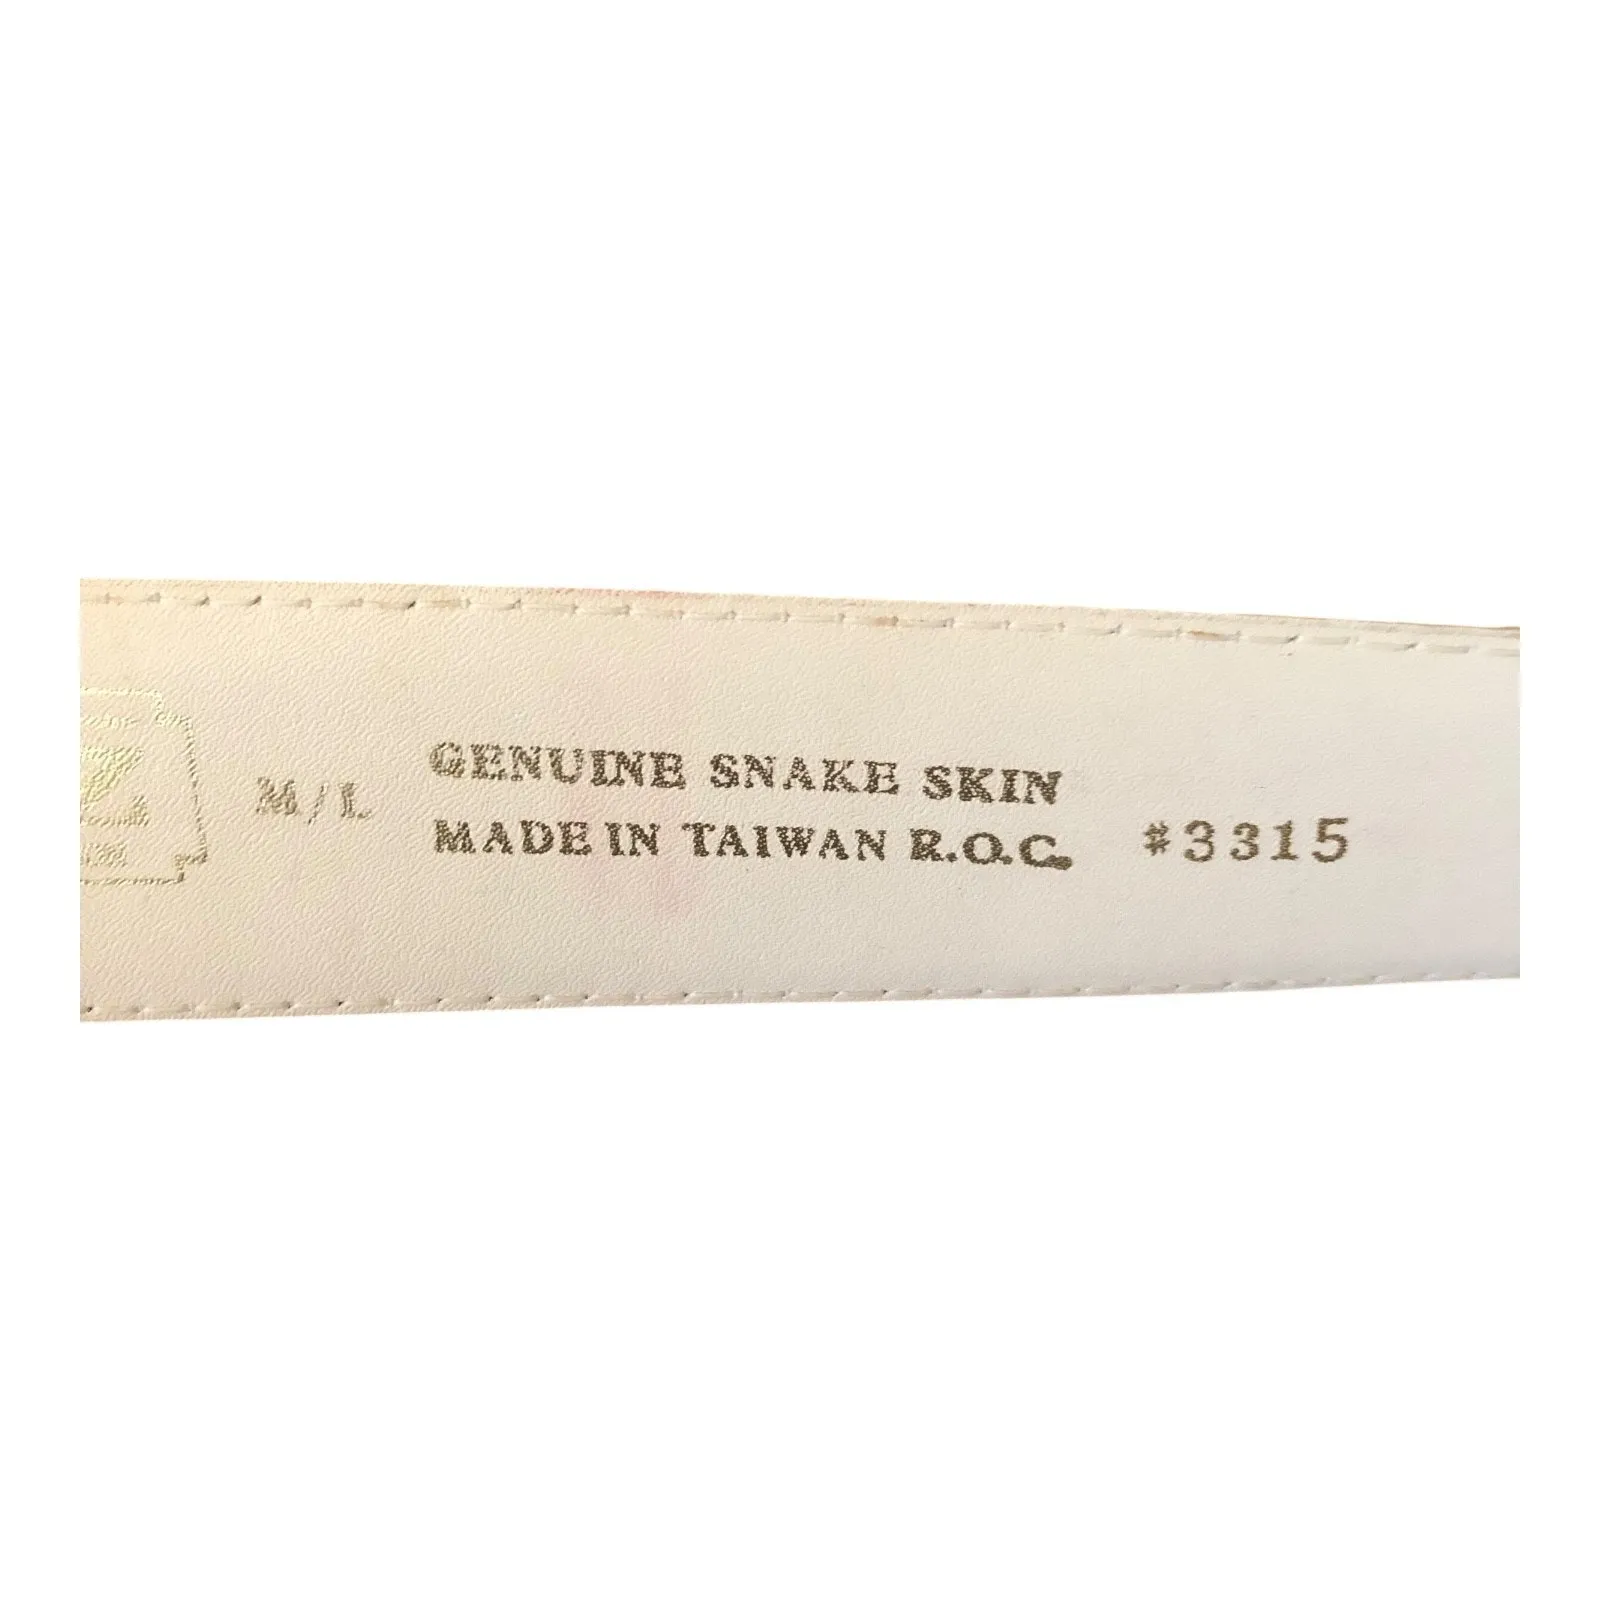 M/L
GENUINE SNAKE SKIN
MADE IN TAIWAN R.O.C. #3315